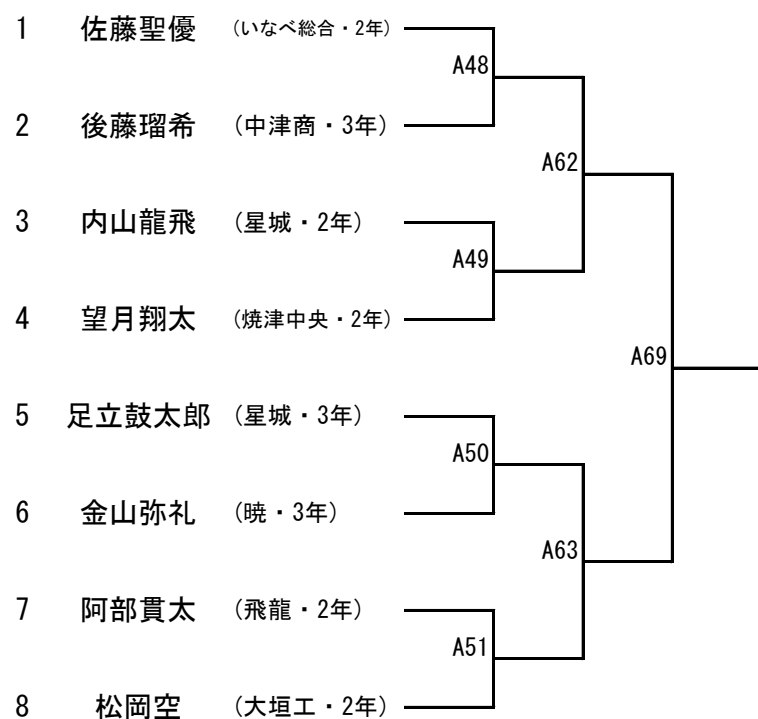 1 佐藤聖優 （いなべ総合・2年）
A48
2 後藤瑠希 （中津商・3年）
A62
3 内山龍飛 （星城・2年）
A49
4 望月翔太 （焼津中央・2年）
A69
5 足立鼓太郎 （星城・3年）
A50
6 金山弥礼 （暁・3年）
A63
7 阿部貫太 （飛龍・2年）
A51
8 松岡空 （大垣工・2年）